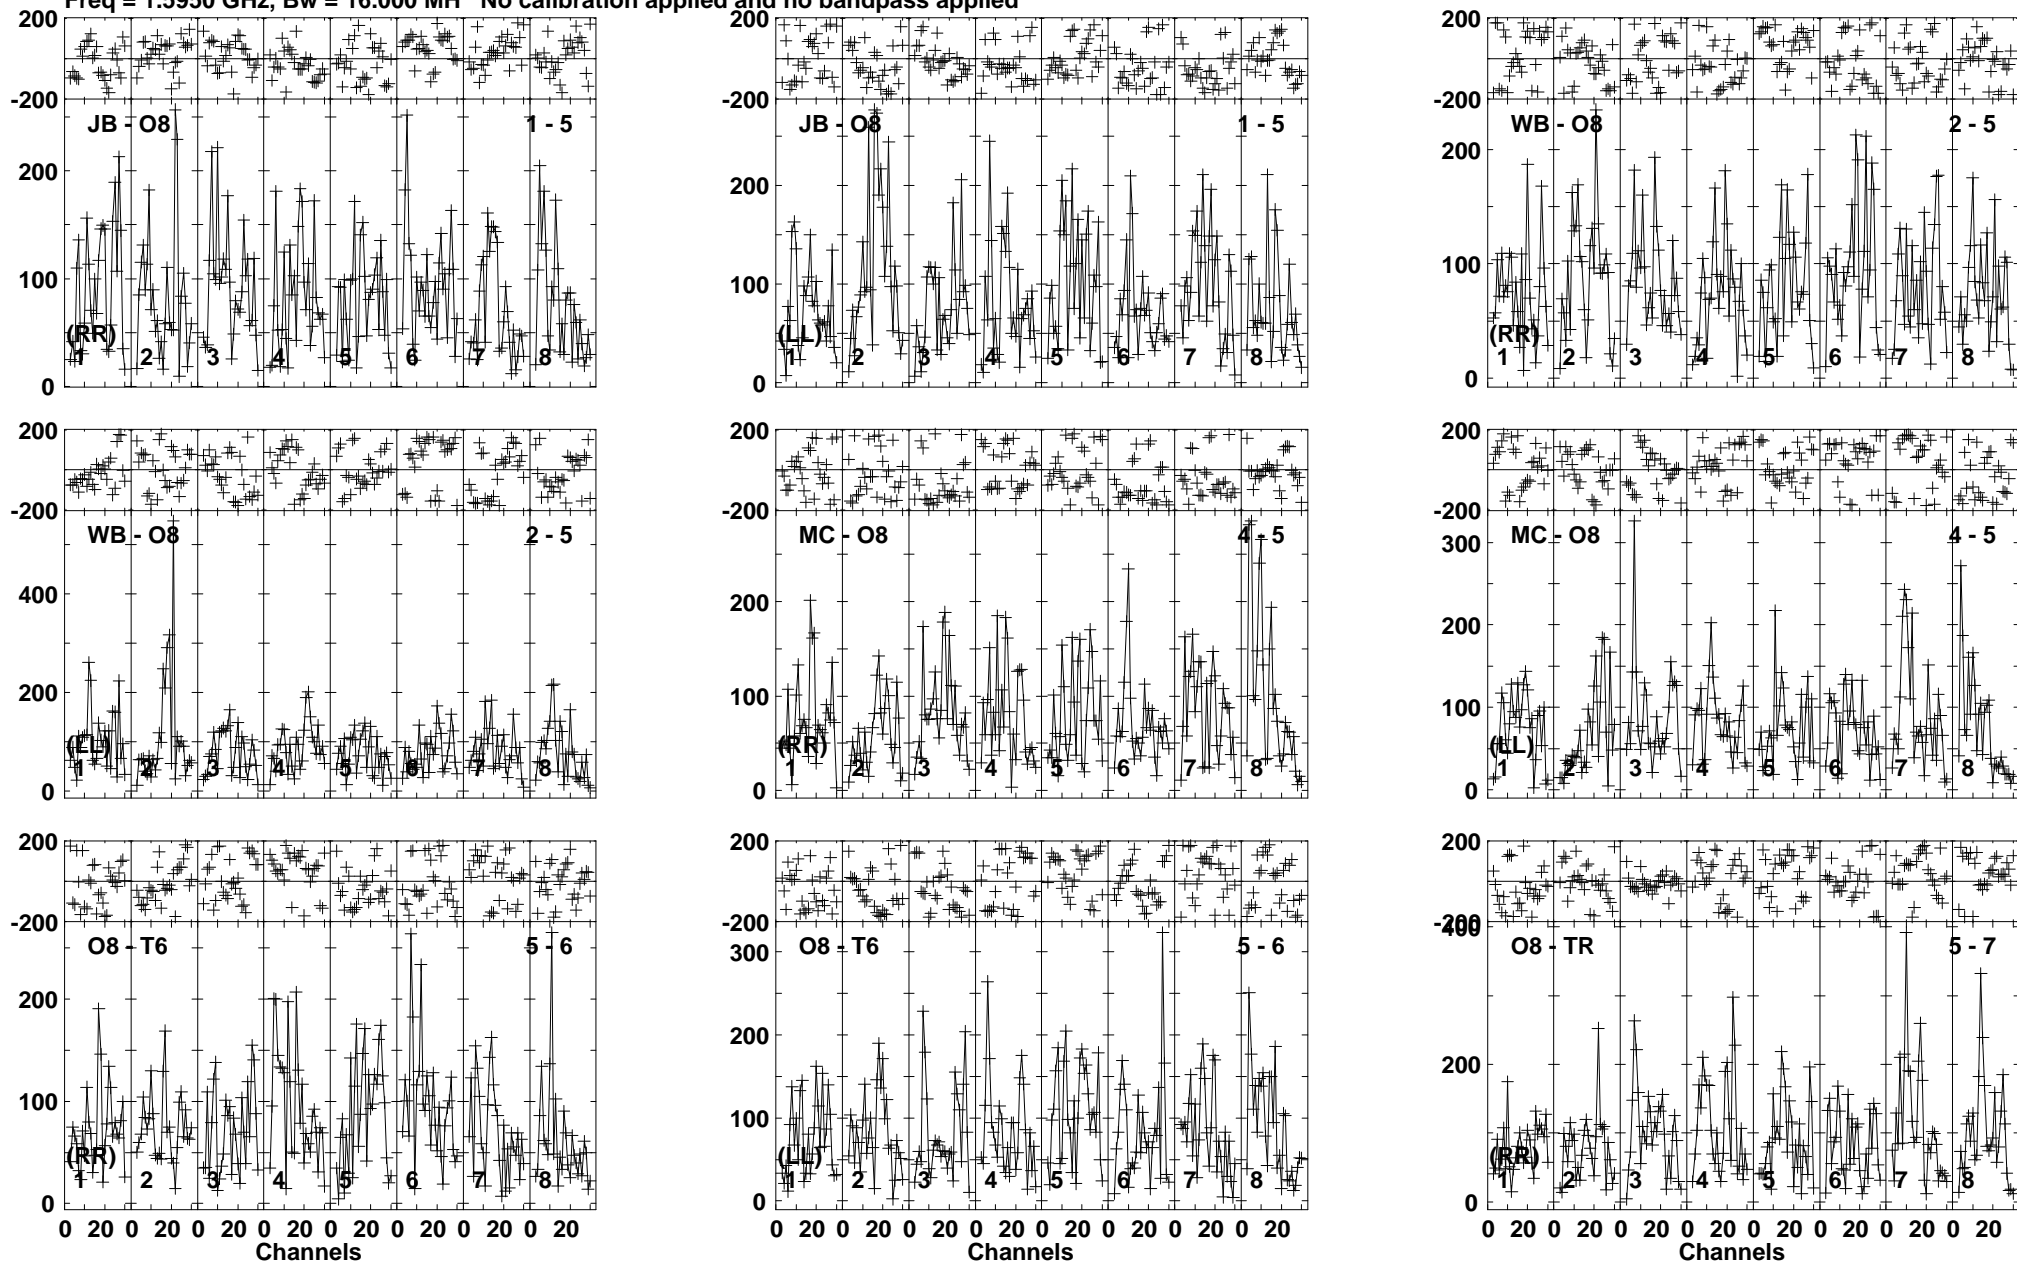 Freq = 1.5950 GHz, Bw = 16.000 MH No calibration applied and no bandpass applied
200 200 200
-200 -200 -200
JB - O8 1 - 5 JB - O8 1 - 5 WB - O8 2 - 5
200 200 200
100 100 100
(RR) (LL) (RR)
1 2 3 4 5 6 7 8 1 2 3 4 5 6 7 8 1 2 3 4 5 6 7 8
0 0 0
200 200 200
-200 -200 -200
WB - O8 2 - 5 MC - O8 4 - 5 MC - O8 4 - 5
400 200 300
200 100 200
100
(LL) (RR) (LL)
1 2 3 4 5 6 7 8 1 2 3 4 5 6 7 8 1 2 3 4 5 6 7 8
0 0 0
200 200 200
-200 -200 -200
400
O8 - T6 5 - 6 O8 - T6 5 - 6 O8 - TR 5 - 7
200 300 200
100 200
100
(RR) (LL) (RR)
1 2 3 4 5 6 7 8 1 2 3 4 5 6 7 8 1 2 3 4 5 6 7 8
0 0 0
0 20 0 20 0 20 0 20 0 20 0 20 0 20 0 20 0 20 0 20 0 20 0 20 0 20 0 20 0 20 0 20 0 20 0 20 0 20 0 20 0 20 0 20 0 20 0 20
Channels Channels